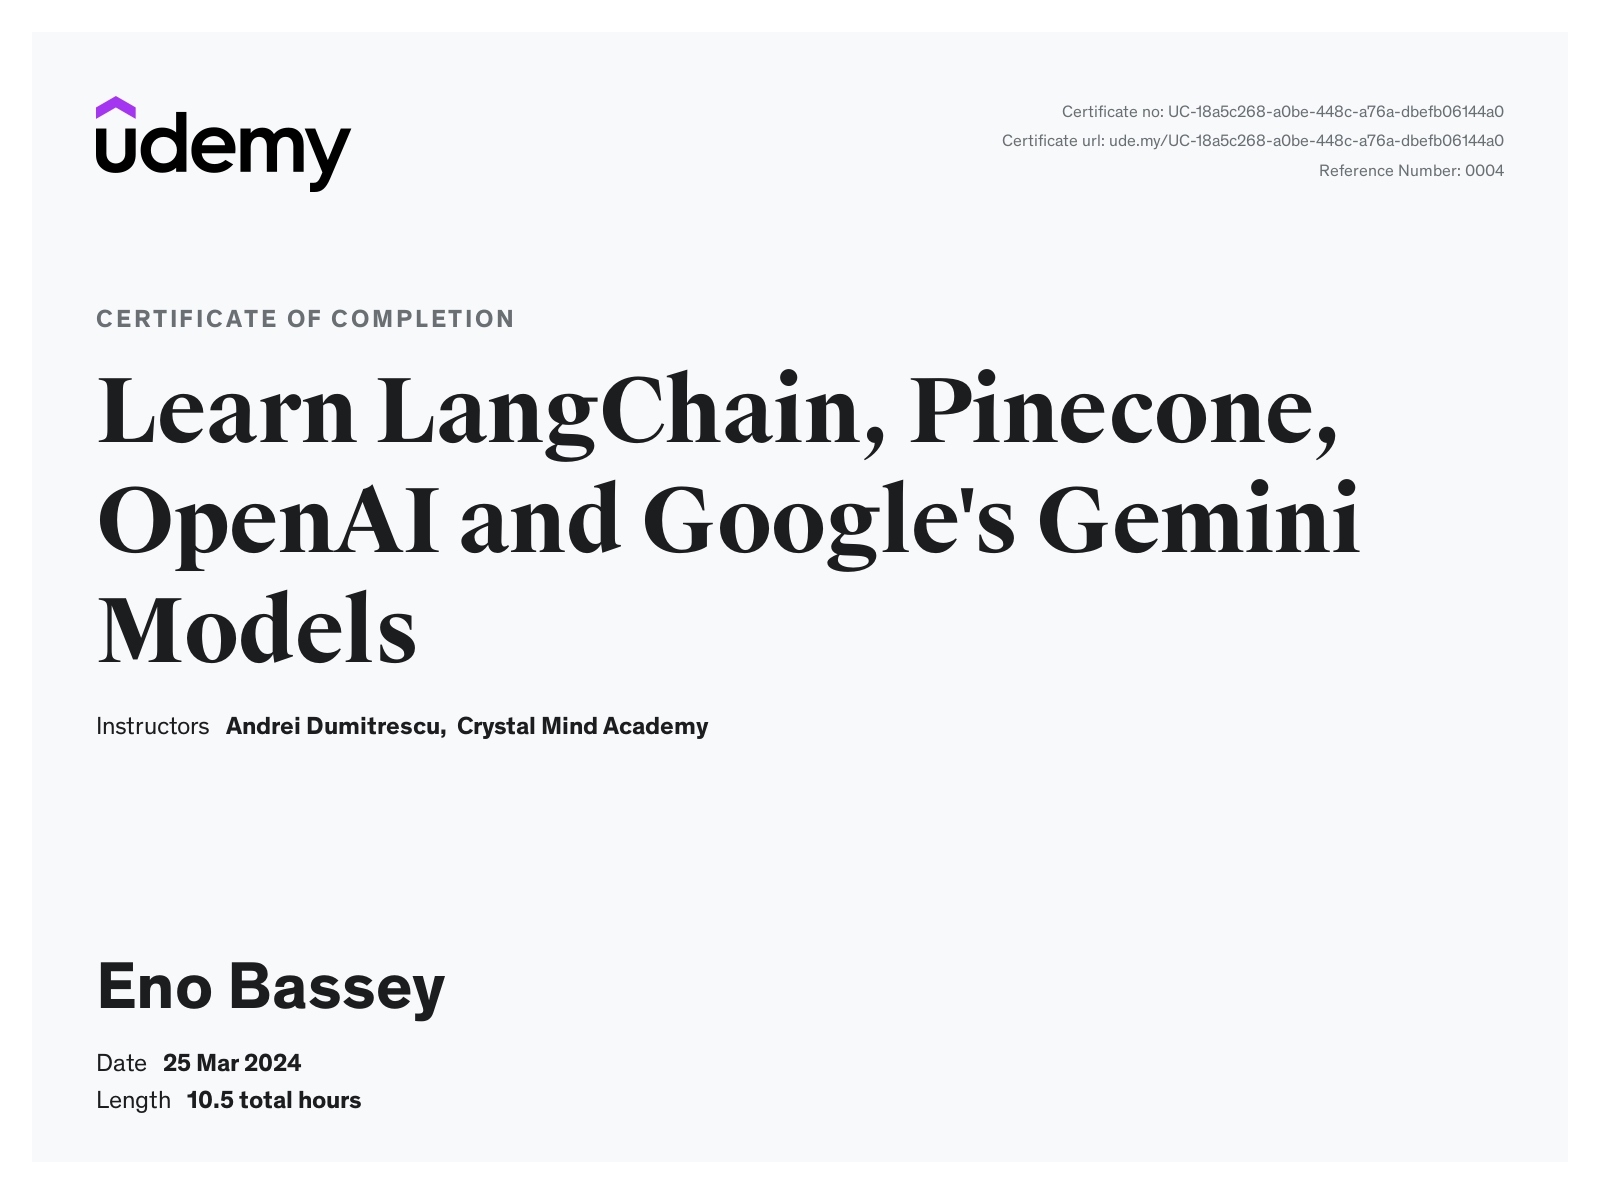 udemy
Certificate no: UC-18a5c268-a0be-448c-a76a-dbefb06144a0
Certificate url: ude.my/UC-18a5c268-a0be-448c-a76a-dbefb06144a0
Reference Number: 0004
CERTIFICATE OF COMPLETION
Learn LangChain, Pinecone,
OpenAI and Google's Gemini
Models
Instructors Andrei Dumitrescu, Crystal Mind Academy
Eno Bassey
Date 25 Mar 2024
Length 10.5 total hours